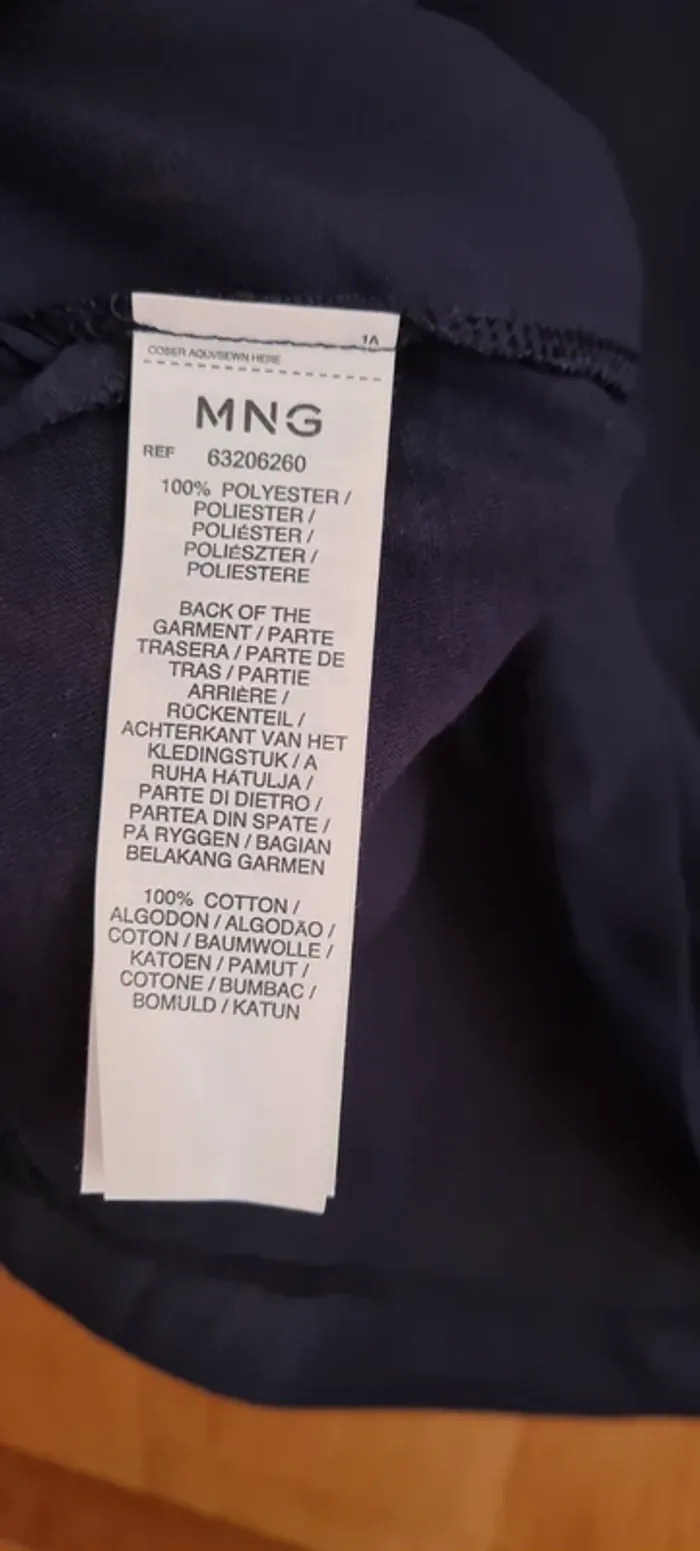 1A
COSER AQUI/SEWN HERE
MNG
REF 63206260
100% POLYESTER /
POLIESTER /
POLIÉSTER /
POLIÉSZTER /
POLIESTERE
BACK OF THE
GARMENT / PARTE
TRASERA / PARTE DE
TRAS / PARTIE
ARRIÈRE /
RÜCKENTEIL /
ACHTERKANT VAN HET
KLEDINGSTUK / A
RUHA HÁTULJA /
PARTE DI DIETRO /
PARTEA DIN SPATE /
PÅ RYGGEN / BAGIAN
BELAKANG GARMEN
100% COTTON /
ALGODON / ALGODÃO /
COTON / BAUMWOLLE /
KATOEN / PAMUT /
COTONE / BUMBAC /
BOMULD / KATUN